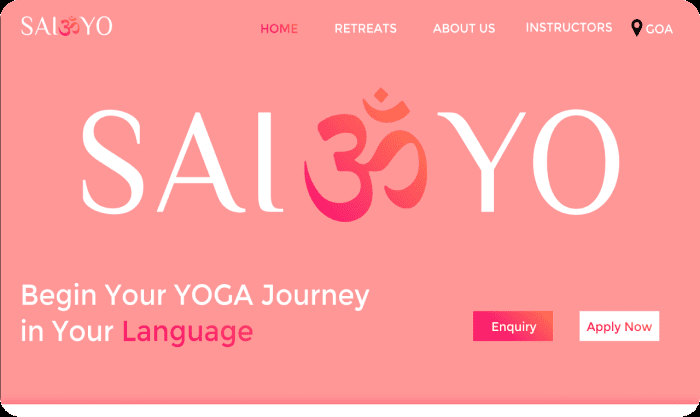 SAIॐYO
HOME
RETREATS
ABOUT US
INSTRUCTORS
GOA
SAIॐYO
Begin Your YOGA Journey
in Your Language
Enquiry
Apply Now